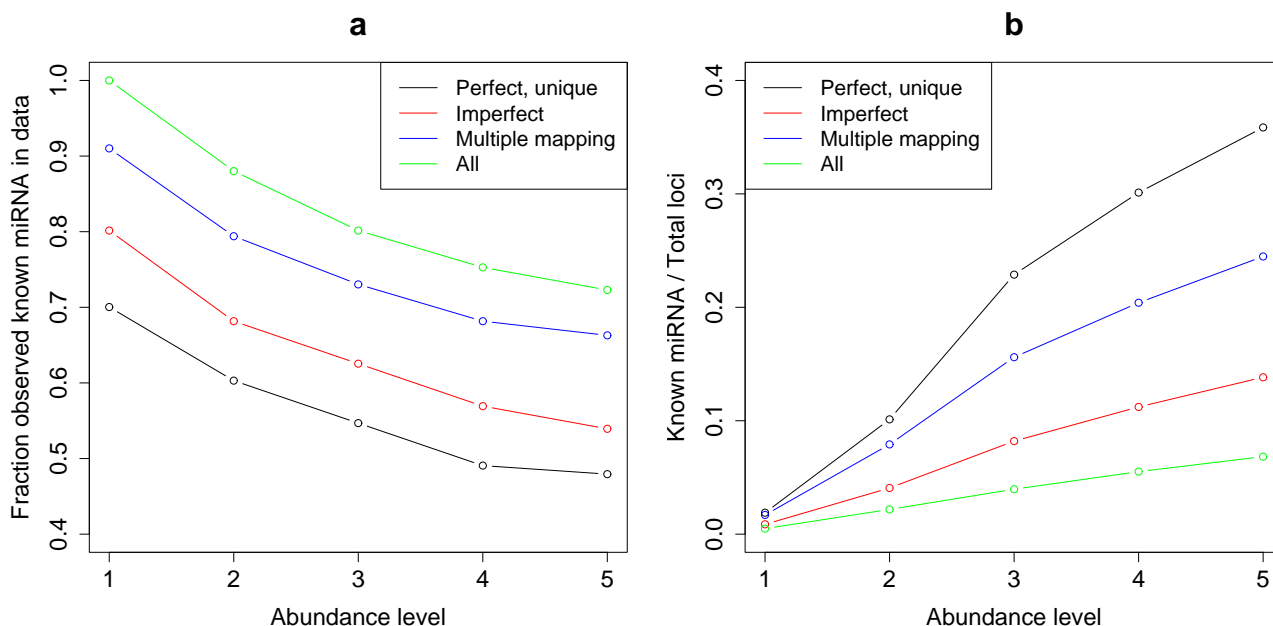 a
Fraction observed known miRNA in data
1.0
0.9
0.8
0.7
0.6
0.5
0.4
Perfect, unique
Imperfect
Multiple mapping
All
1 2 3 4 5
Abundance level
b
Known miRNA / Total loci
0.4
0.3
0.2
0.1
0.0
Perfect, unique
Imperfect
Multiple mapping
All
1 2 3 4 5
Abundance level